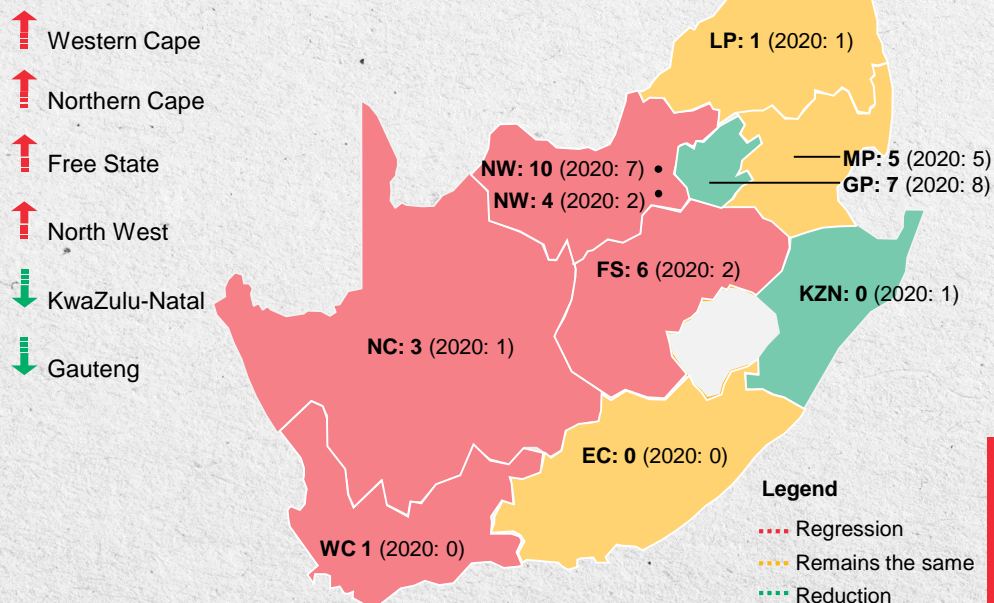 Western Cape
Northern Cape
Free State
North West
KwaZulu-Natal
Gauteng
LP: 1 (2020: 1)
NW: 10 (2020: 7)
NW: 4 (2020: 2)
MP: 5 (2020: 5)
GP: 7 (2020: 8)
FS: 6 (2020: 2)
KZN: 0 (2020: 1)
NC: 3 (2020: 1)
EC: 0 (2020: 0)
WC 1 (2020: 0)
Legend
Regression
Remains the same
Reduction